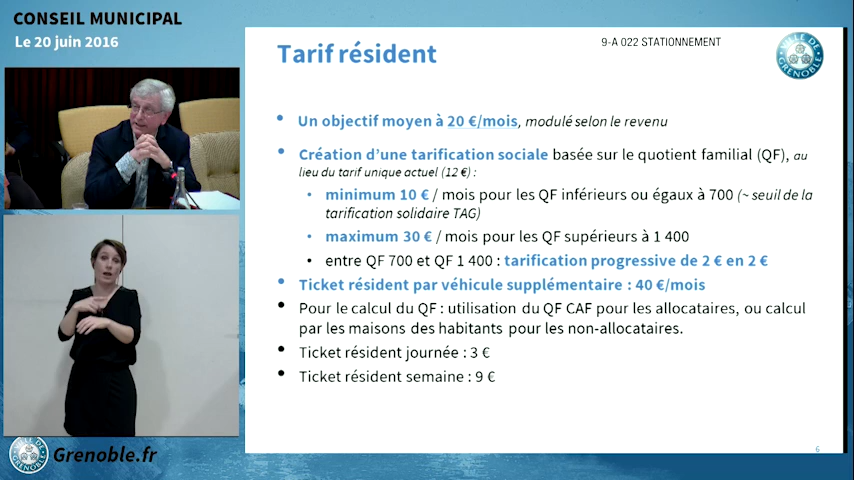 CONSEIL MUNICIPAL
Le 20 juin 2016
9-A 022 STATIONNEMENT
VILLE DE GRENOBLE
Tarif résident
• Un objectif moyen à 20 €/mois, modulé selon le revenu
• Création d'une tarification sociale basée sur le quotient familial (QF), au
lieu du tarif unique actuel (12 €) :
• minimum 10 € / mois pour les QF inférieurs ou égaux à 700 (~ seuil de la
tarification solidaire TAG)
• maximum 30 € / mois pour les QF supérieurs à 1 400
• entre QF 700 et QF 1 400 : tarification progressive de 2 € en 2 €
• Ticket résident par véhicule supplémentaire : 40 €/mois
• Pour le calcul du QF : utilisation du QF CAF pour les allocataires, ou calcul
par les maisons des habitants pour les non-allocataires.
• Ticket résident journée : 3 €
• Ticket résident semaine : 9 €
6
VILLE DE GRENOBLE
Grenoble.fr